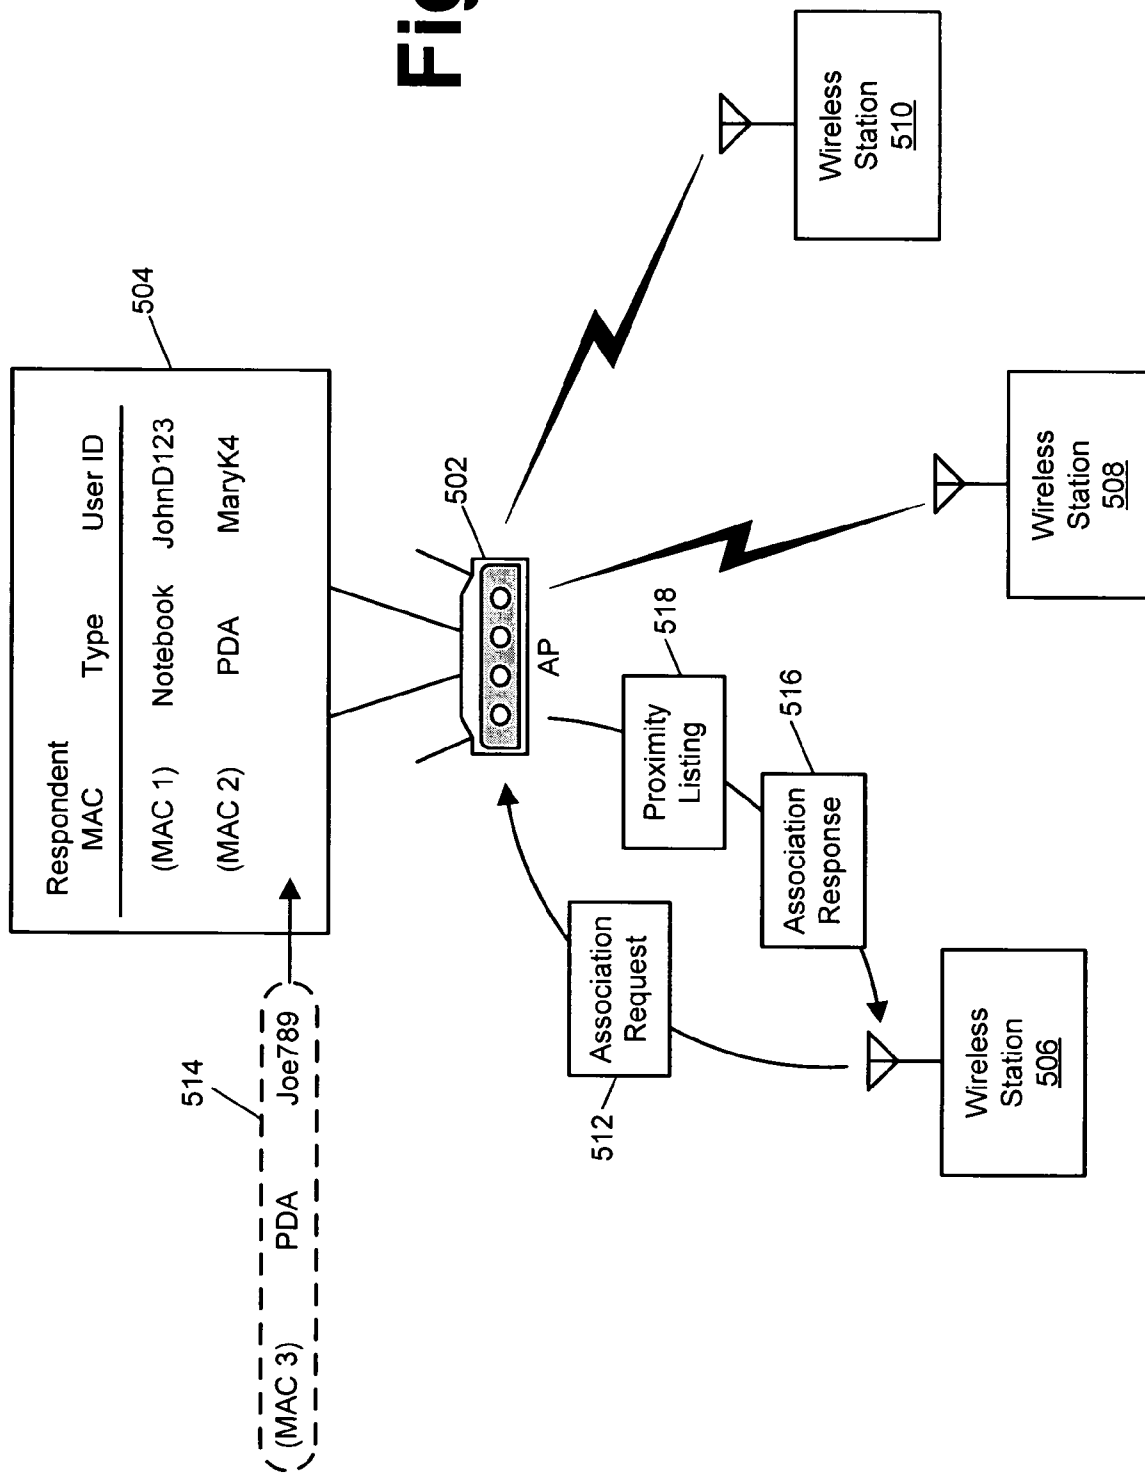 504
Respondent
MAC Type User ID
(MAC 1) Notebook JohnD123
(MAC 2) PDA MaryK4
514
(MAC 3) PDA Joe789
Fig
502
AP
518
Proximity
Listing
516
Association
Response
Association
Request
512
Wireless
Station
510
Wireless
Station
508
Wireless
Station
506